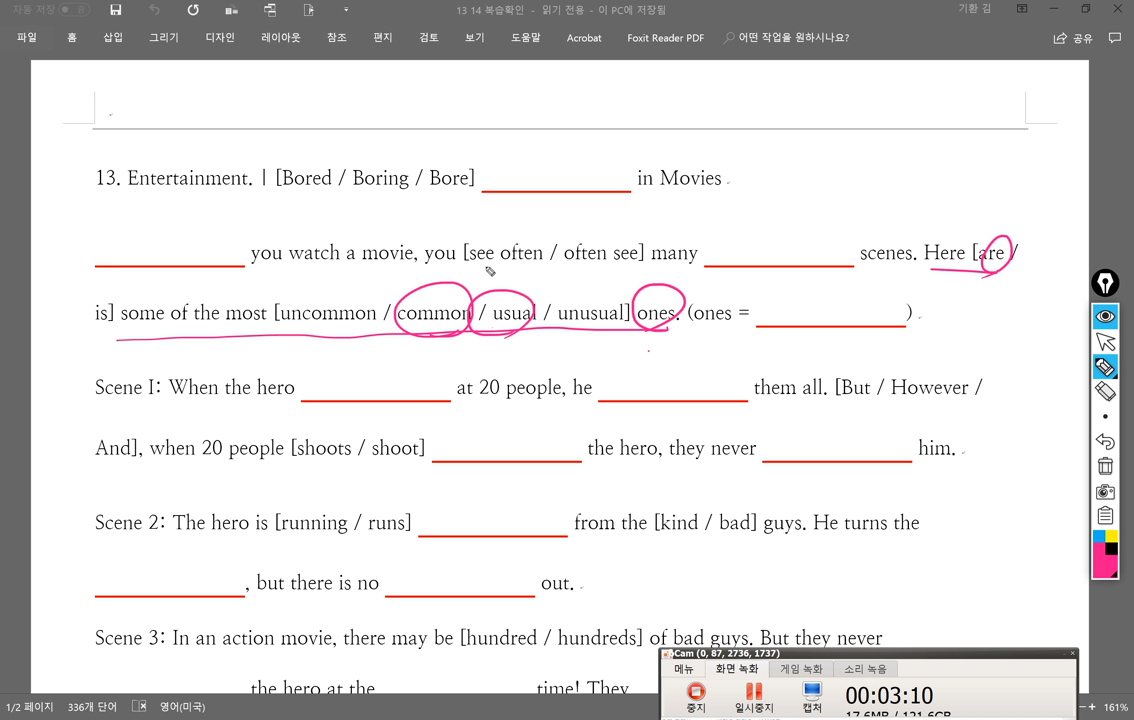 자동 저장
13 14 복습확인 - 읽기 전용 - 이 PC에 저장됨
기환 김
파일 홈 삽입 그리기 디자인 레이아웃 참조 편지 검토 보기 도움말 Acrobat Foxit Reader PDF 어떤 작업을 원하시나요? 공유
13. Entertainment. | [Bored / Boring / Bore] in Movies
you watch a movie, you [see often / often see] many scenes. Here [are /
is] some of the most [uncommon / common / usual / unusual] ones. (ones = )
Scene I: When the hero at 20 people, he them all. [But / However /
And], when 20 people [shoots / shoot] the hero, they never him.
Scene 2: The hero is [running / runs] from the [kind / bad] guys. He turns the
, but there is no out.
Scene 3: In an action movie, there may be [hundred / hundreds] of bad guys. But they never
the hero at the time! They
Cam (0, 87, 2736, 1737)
메뉴 화면 녹화 게임 녹화 소리 녹음
중지 일시중지 캡처 00:03:10
17.6MB / 121.6GB
1/2 페이지 336개 단어 영어(미국) 161%